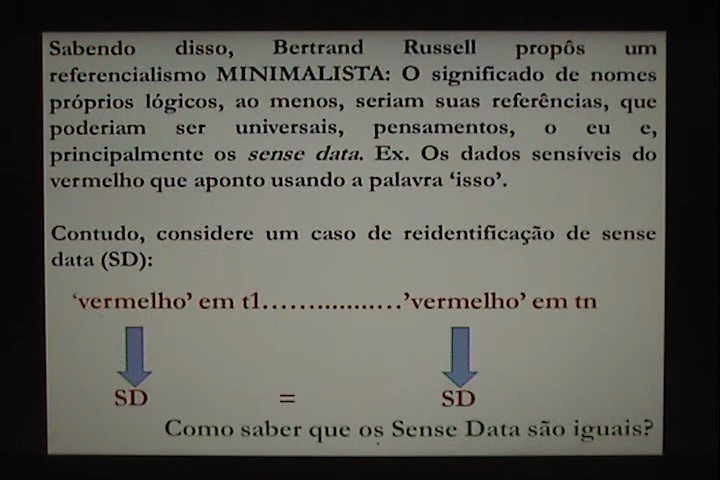 Sabendo disso, Bertrand Russell propôs um
referencialismo MINIMALISTA: O significado de nomes
próprios lógicos, ao menos, seriam suas referências, que
poderiam ser universais, pensamentos, o eu e,
principalmente os sense data. Ex. Os dados sensíveis do
vermelho que aponto usando a palavra ‘isso’.
Contudo, considere um caso de reidentificação de sense
data (SD):
‘vermelho’ em t1……...........…’vermelho’ em tn
SD = SD
Como saber que os Sense Data são iguais?